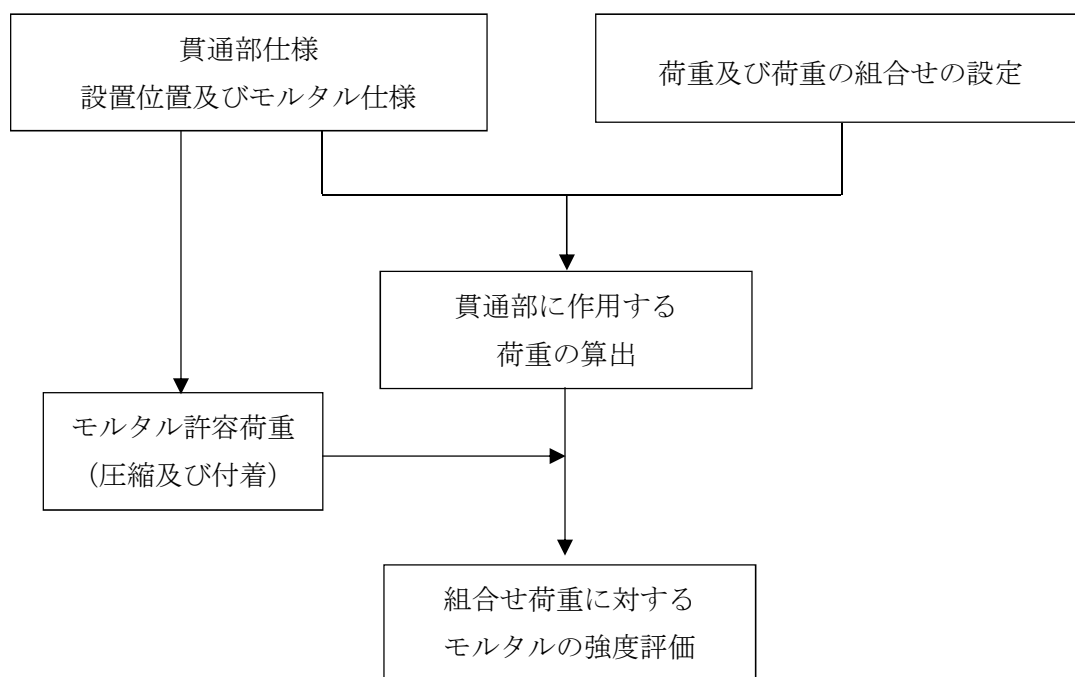 貫通部仕様
設置位置及びモルタル仕様
荷重及び荷重の組合せの設定
貫通部に作用する
荷重の算出
モルタル許容荷重
（圧縮及び付着）
組合せ荷重に対する
モルタルの強度評価